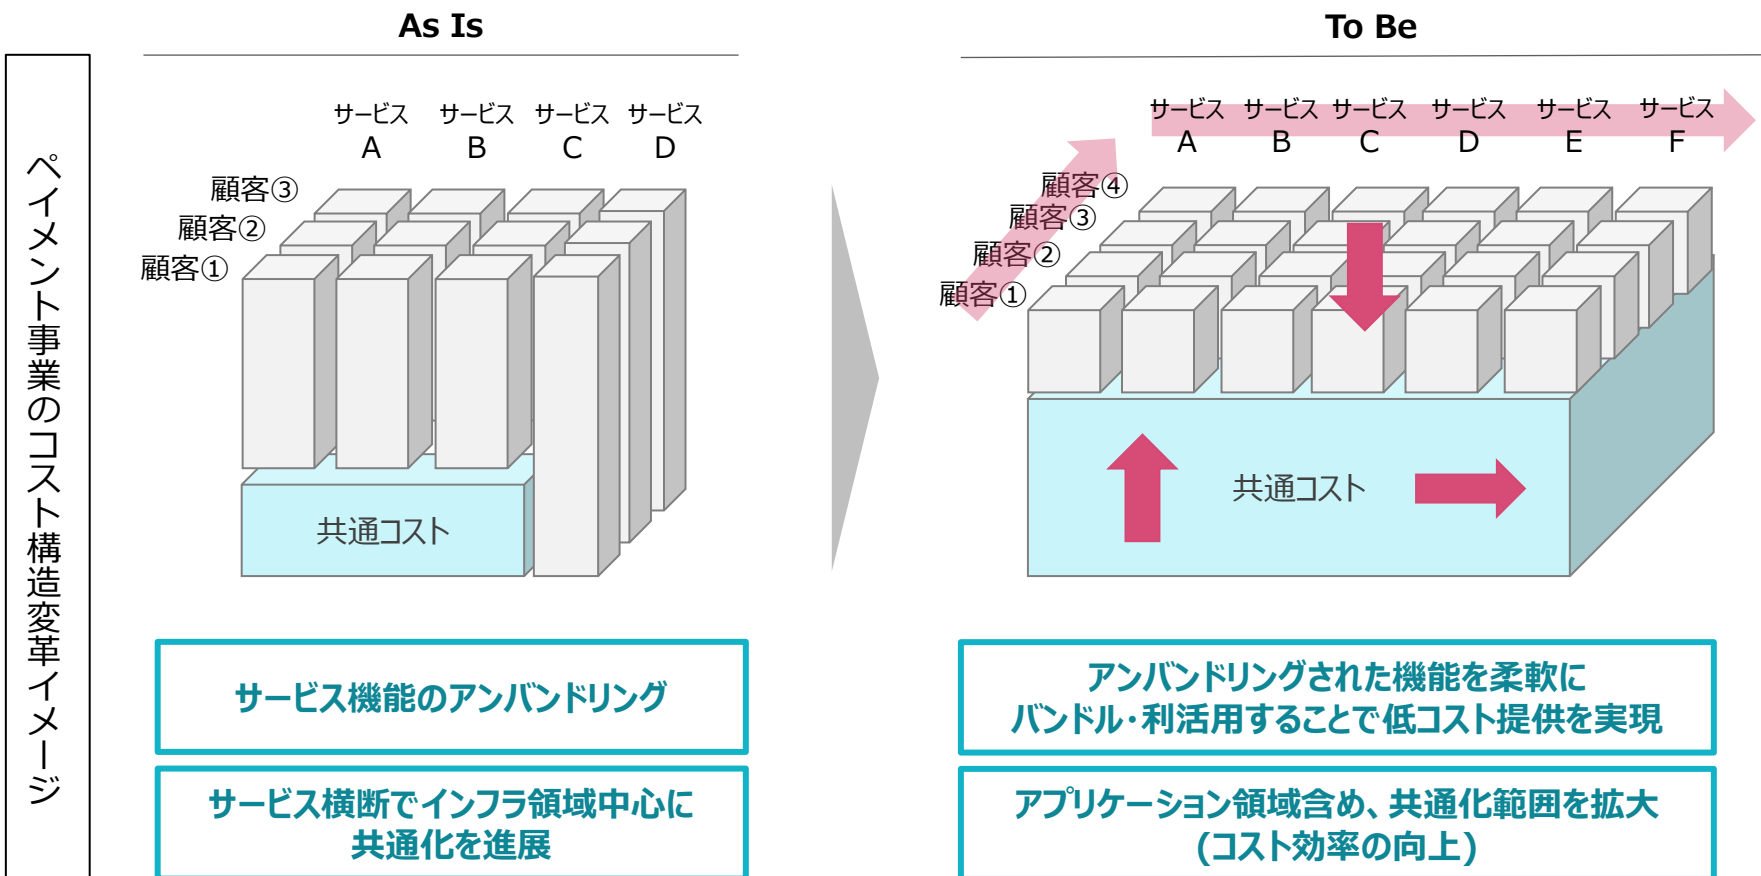 ペイメント事業のコスト構造変革イメージ
As Is
サービス サービス サービス サービス
A B C D
顧客③
顧客②
顧客①
共通コスト
サービス機能のアンバンドリング
サービス横断でインフラ領域中心に
共通化を進展
To Be
サービス サービス サービス サービス サービス サービス
A B C D E F
顧客④
顧客③
顧客②
顧客①
共通コスト
アンバンドリングされた機能を柔軟に
バンドル・利活用することで低コスト提供を実現
アプリケーション領域含め、共通化範囲を拡大
(コスト効率の向上)